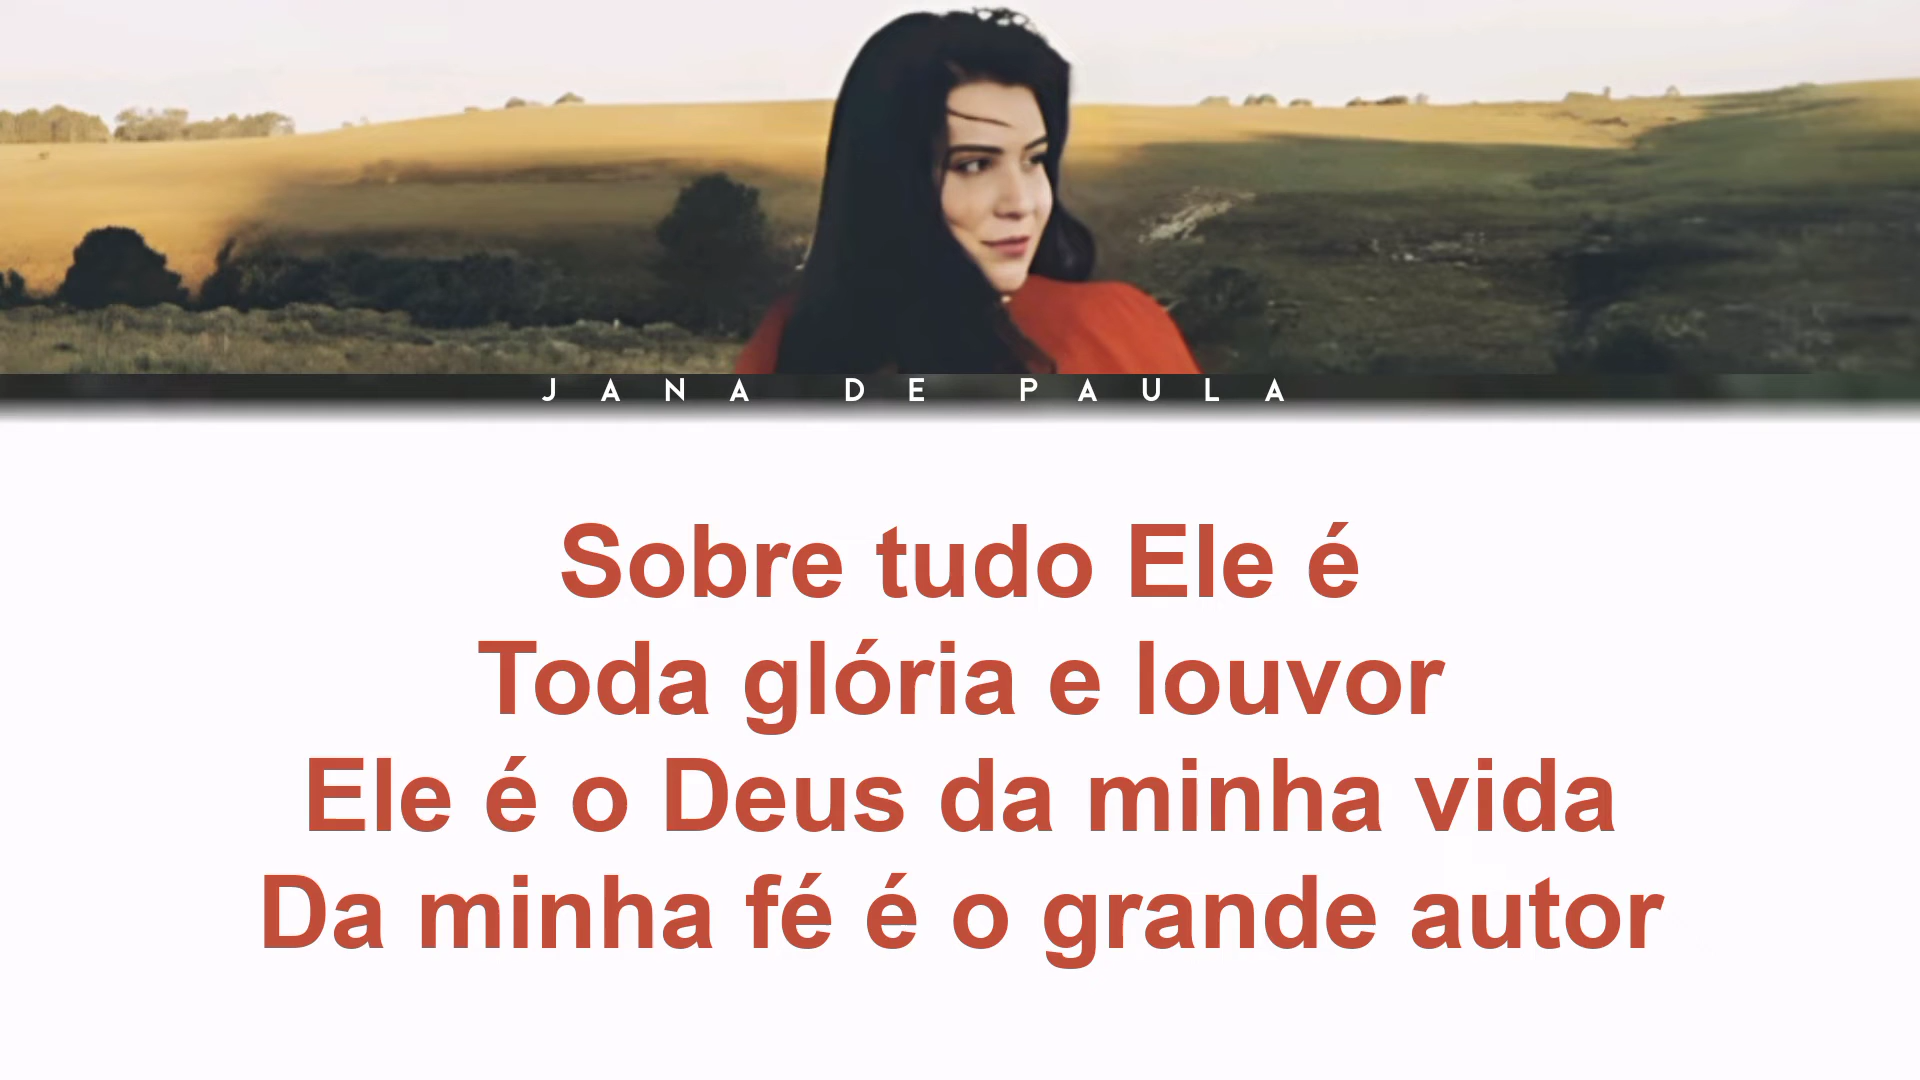 JANA DE PAULA
Sobre tudo Ele é
Toda glória e louvor
Ele é o Deus da minha vida
Da minha fé é o grande autor